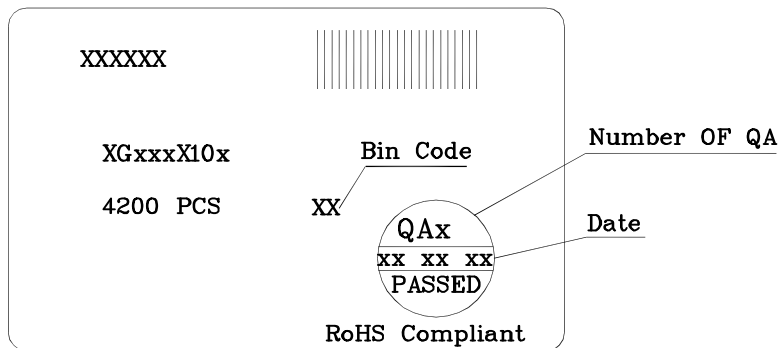 XXXXXX
Number OF QA
XGxxxX10x
Bin Code
4200 PCS
XX
QAx
Date
xx xx xx
PASSED
RoHS Compliant